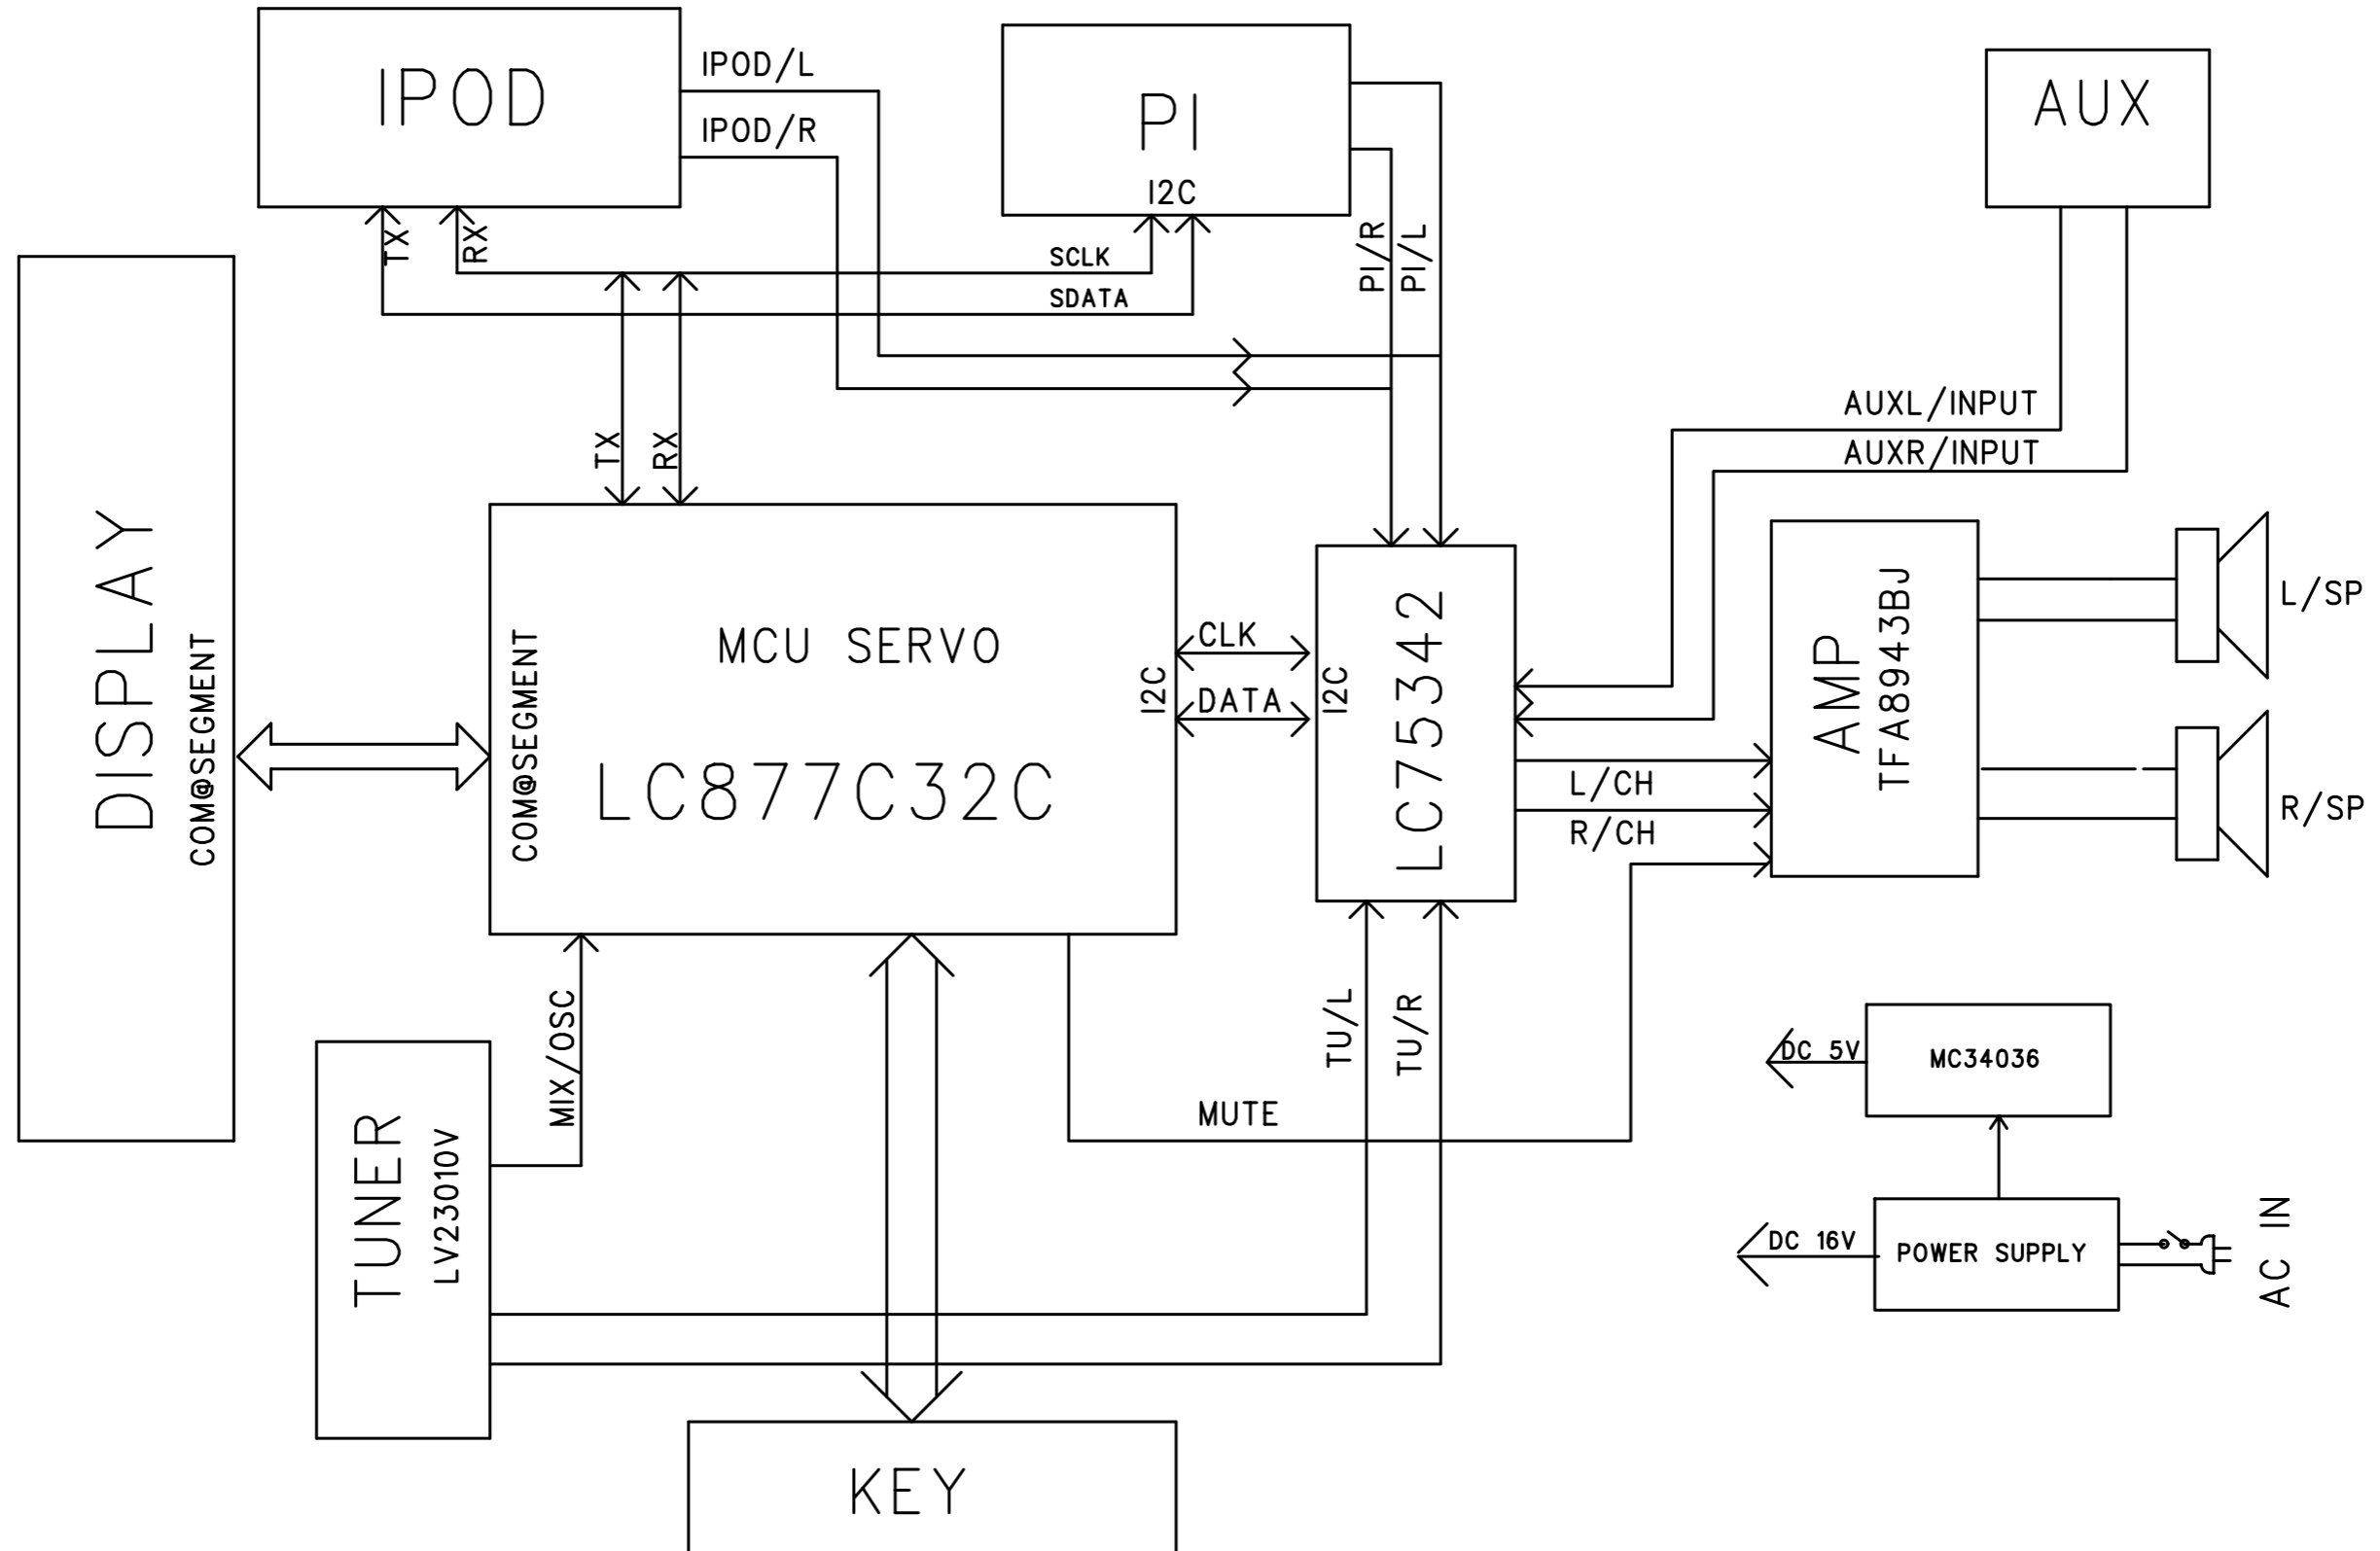 IPOD
IPOD/L
IPOD/R
TX
RX
PI
I2C
SCLK
SDATA
PI/R
PI/L
AUX
AUXL/INPUT
AUXR/INPUT
DISPLAY
COM@SEGMENT
TX
RX
COM@SEGMENT
MCU SERVO
LC877C32C
I2C
CLK
DATA
I2C
LC75342
L/CH
R/CH
AMP
TFA8943BJ
L/SP
R/SP
TUNER
LV23010V
MIX/OSC
MUTE
TU/L
TU/R
DC 5V
MC34036
DC 16V
POWER SUPPLY
AC IN
KEY